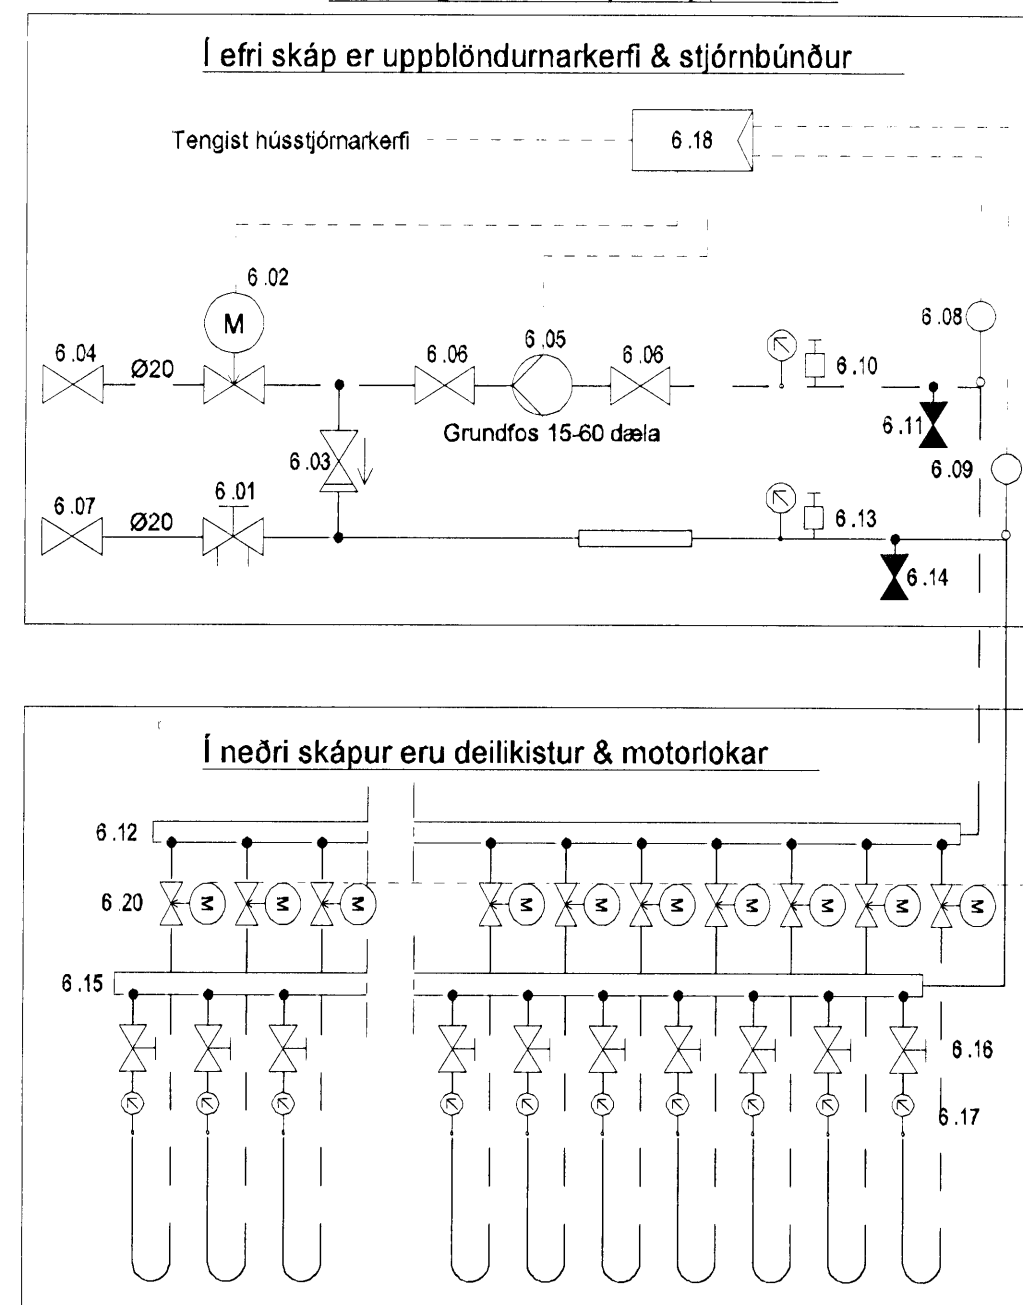 Í efri skáp er uppblöndurnarkerfi & stjórnbúnður
Tengist hússtjórnarkerfi
6.18
6.02
M
6.04
Ø20
6.06
6.05
6.06
6.08
6.10
Grundfos 15-60 dæla
6.11
6.03
6.09
6.07
Ø20
6.01
6.13
6.14
Í neðri skápur eru deilikistur & motorlokar
6.12
6.20
M M M M M M M M M M
6.15
6.16
6.17